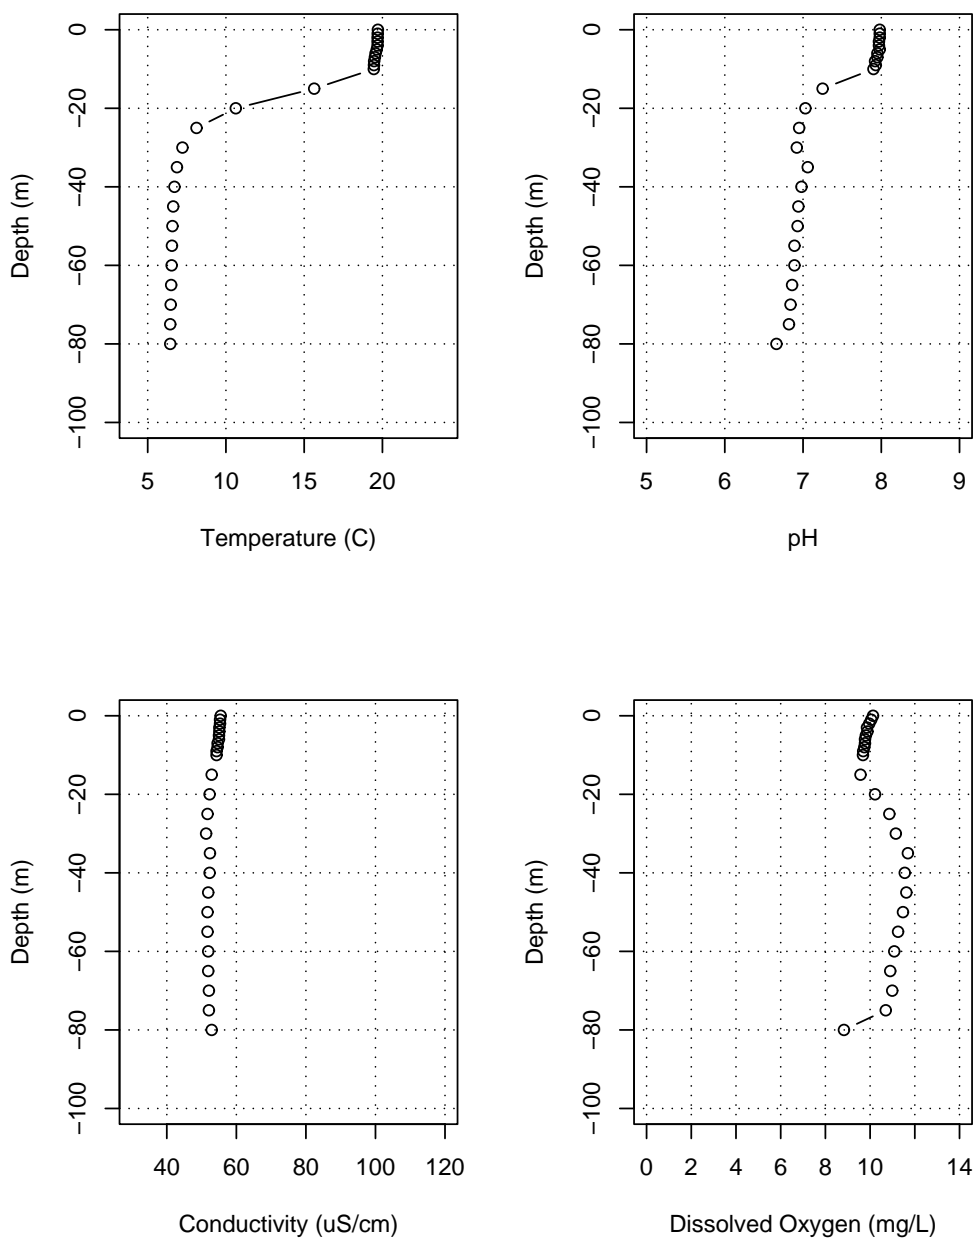 0
−20
−40
−60
−80
−100
Depth (m)
5 10 15 20
Temperature (C)
0
−20
−40
−60
−80
−100
Depth (m)
5 6 7 8 9
pH
0
−20
−40
−60
−80
−100
Depth (m)
40 60 80 100 120
Conductivity (uS/cm)
0
−20
−40
−60
−80
−100
Depth (m)
0 2 4 6 8 10 14
Dissolved Oxygen (mg/L)